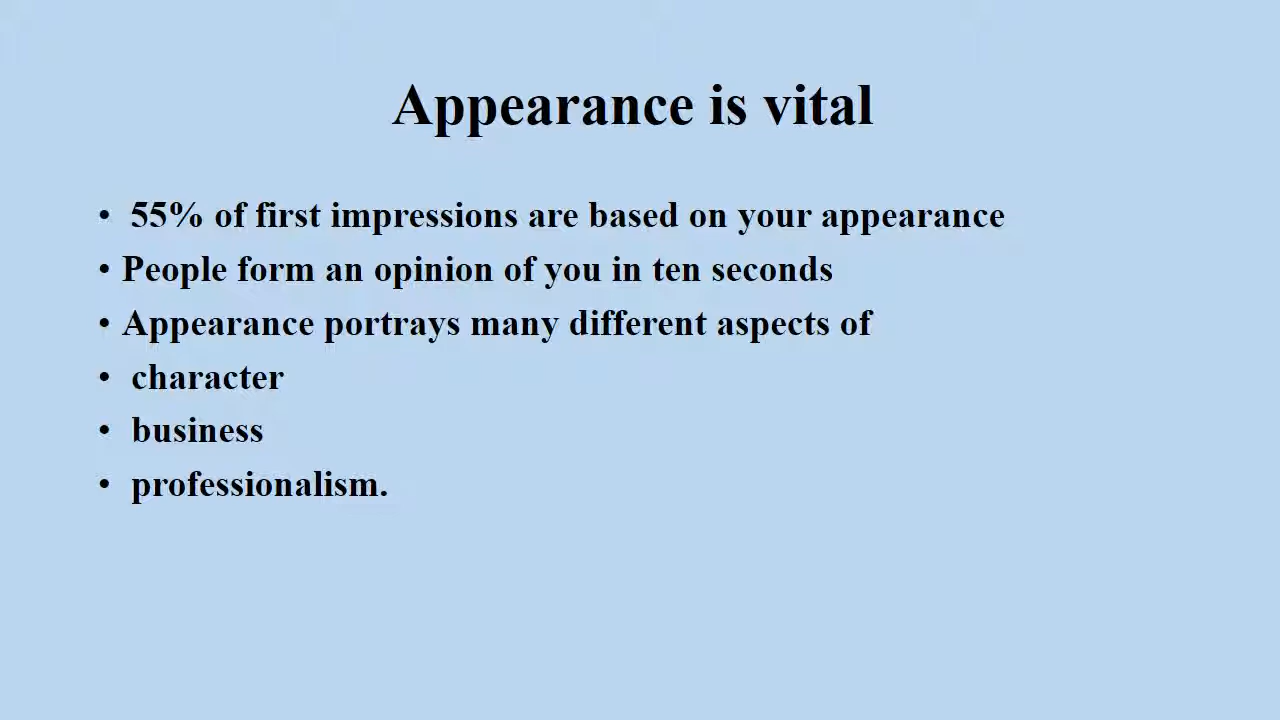 Appearance is vital
• 55% of first impressions are based on your appearance
• People form an opinion of you in ten seconds
• Appearance portrays many different aspects of
• character
• business
• professionalism.